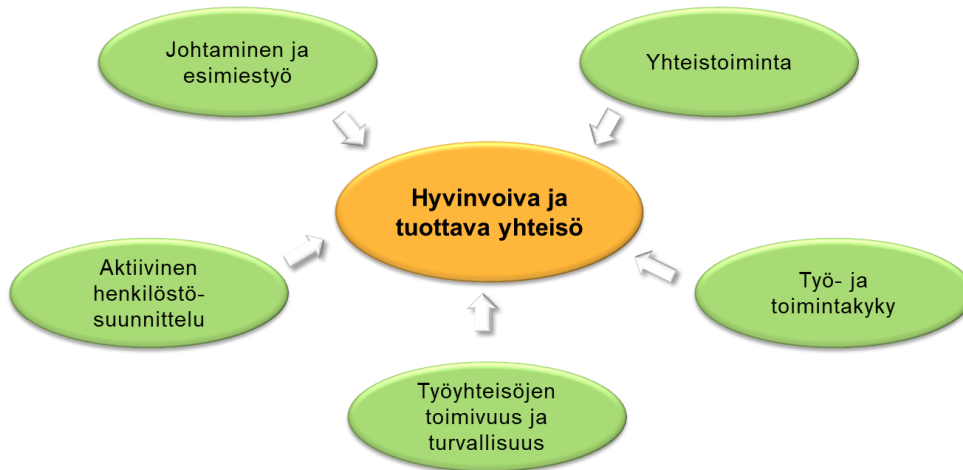 Johtaminen ja
esimiestyö
Yhteistoiminta
Hyvinvoiva ja
tuottava yhteisö
Aktiivinen
henkilöstö-
suunnittelu
Työ- ja
toimintakyky
Työyhteisöjen
toimivuus ja
turvallisuus